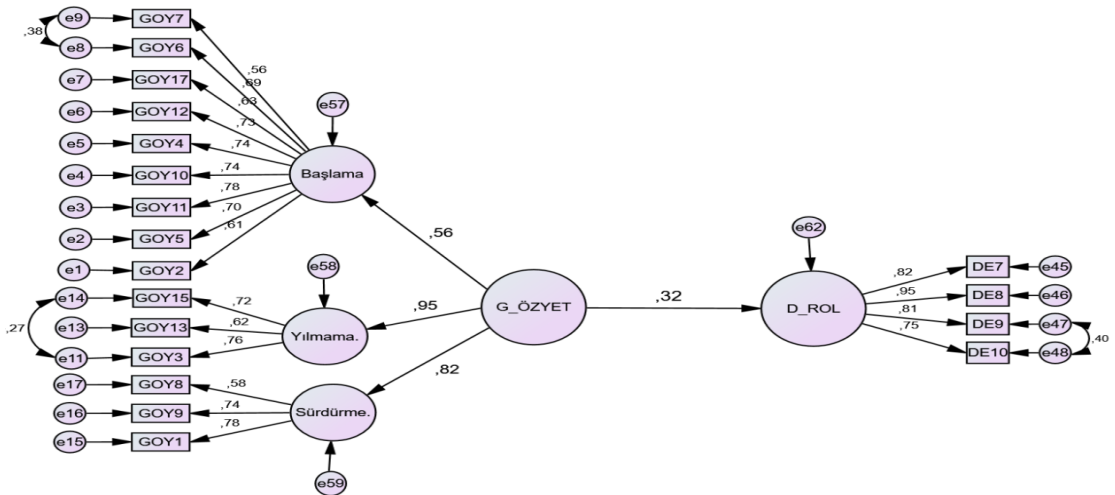 e9 GOY7
,38
e8 GOY6
e7 GOY17
e6 GOY12
e5 GOY4
e4 GOY10
e3 GOY11
e2 GOY5
e1 GOY2
,56
,69
,63
,73
,74
,74
,78
,70
,61
e57
Başlama
,56
e14 GOY15
,27
e13 GOY13
e11 GOY3
,72
,62
,76
e58
Yılmama.
,95
e17 GOY8
e16 GOY9
e15 GOY1
,58
,74
,78
Sürdürme.
e59
,82
G_ÖZYET
,32
e62
D_ROL
,82 DE7 e45
,95 DE8 e46
,81 DE9 e47
,75 DE10 e48
,40